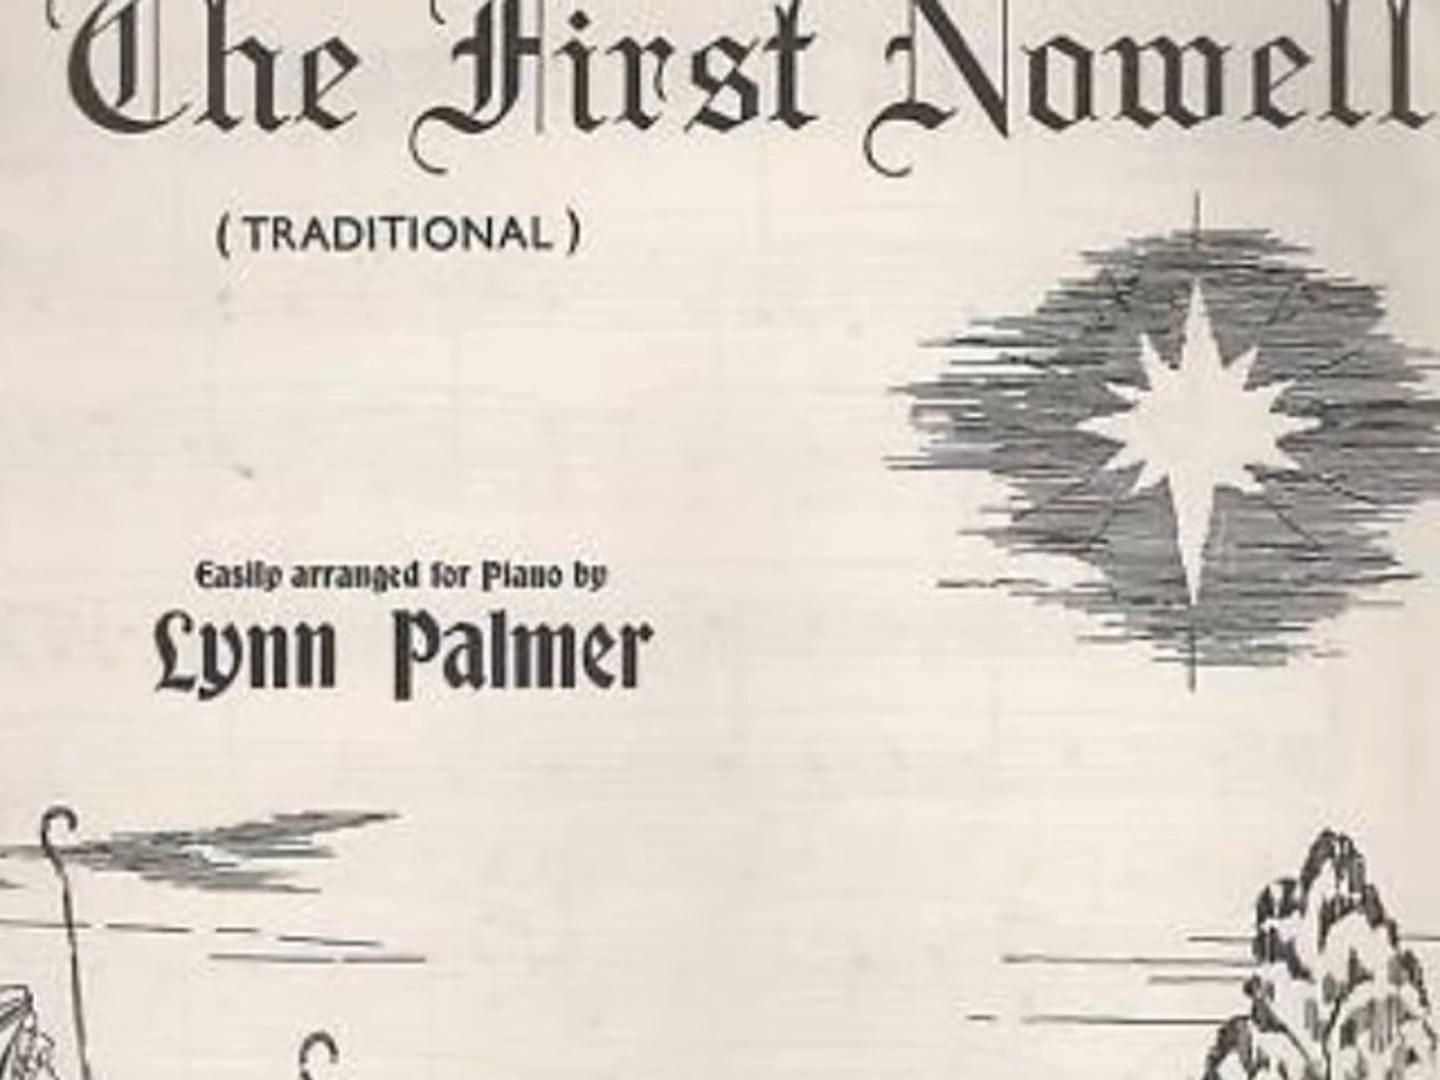 The First Nowell
(TRADITIONAL)
Easily arranged for Piano by
Lynn Palmer